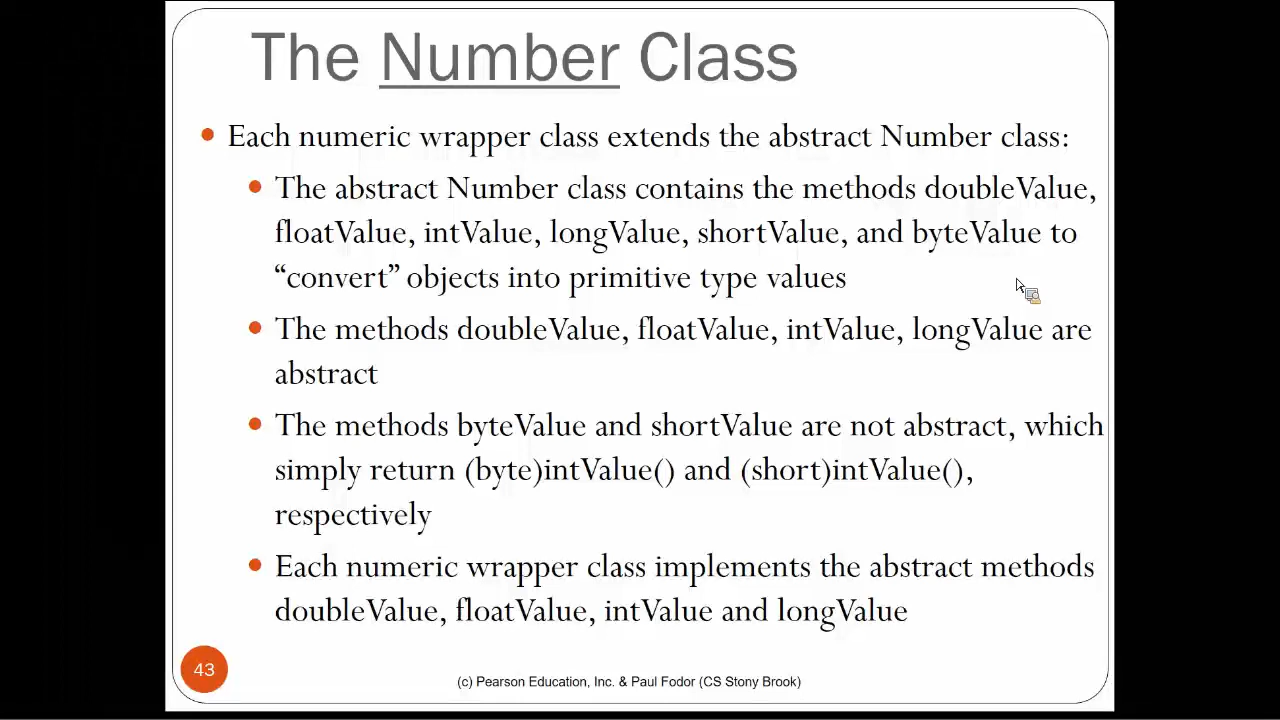 The Number Class
Each numeric wrapper class extends the abstract Number class:
The abstract Number class contains the methods doubleValue,
floatValue, intValue, longValue, shortValue, and byteValue to
“convert” objects into primitive type values
The methods doubleValue, floatValue, intValue, longValue are
abstract
The methods byteValue and shortValue are not abstract, which
simply return (byte)intValue() and (short)intValue(),
respectively
Each numeric wrapper class implements the abstract methods
doubleValue, floatValue, intValue and longValue
43
(c) Pearson Education, Inc. & Paul Fodor (CS Stony Brook)